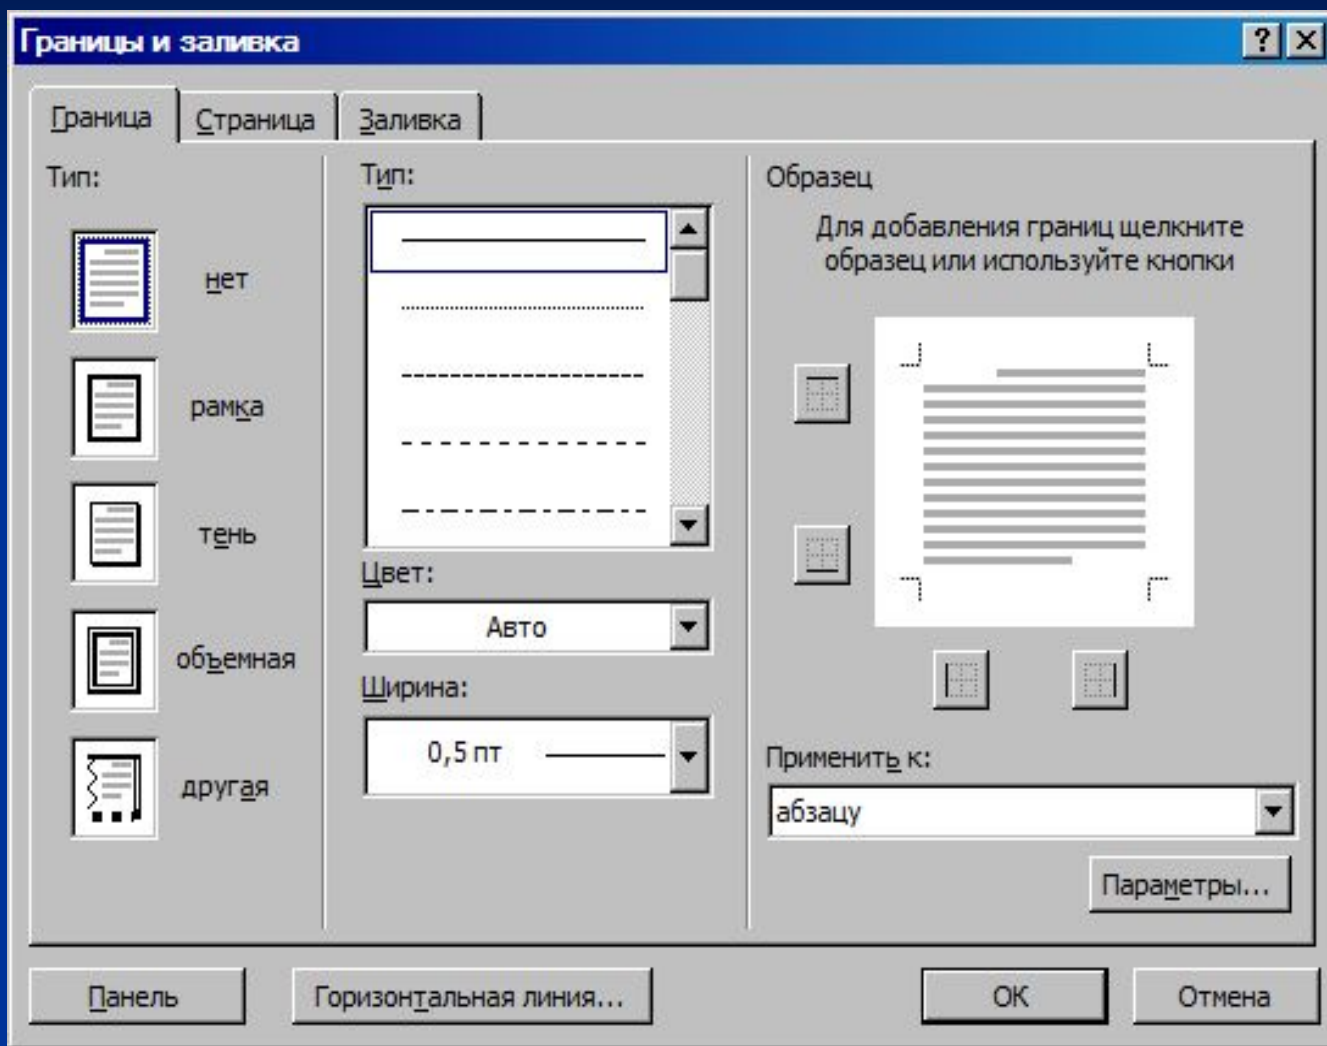 Границы и заливка
Граница
Страница
Заливка
Тип:
нет
рамка
тень
объемная
другая
Тип:
Цвет:
Авто
Ширина:
0,5 пт
Образец
Для добавления границ щелкните
образец или используйте кнопки
Применить к:
абзацу
Параметры...
Панель
Горизонтальная линия...
ОК
Отмена